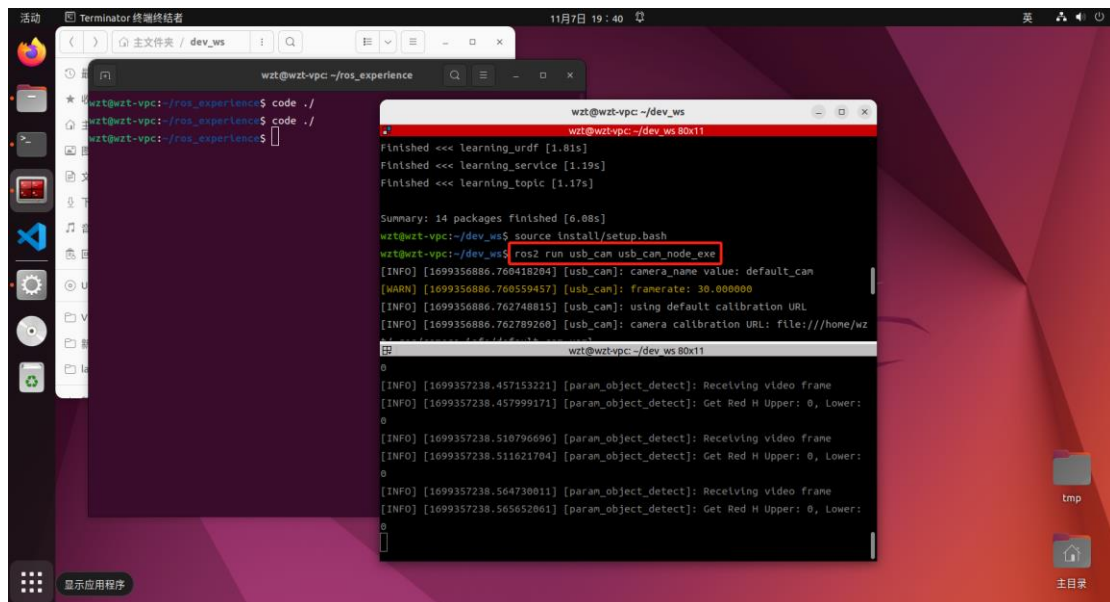 活动
Terminator 终端终结者
11月7日 19：40
英
主文件夹 / dev_ws
wzt@wzt-vpc: ~/ros_experience
wzt@wzt-vpc:~/ros_experience$ code ./
wzt@wzt-vpc:~/ros_experience$ code ./
wzt@wzt-vpc:~/ros_experience$
wzt@wzt-vpc: ~/dev_ws
wzt@wzt-vpc: ~/dev_ws 80x11
Finished <<< learning_urdf [1.81s]
Finished <<< learning_service [1.19s]
Finished <<< learning_topic [1.17s]
Summary: 14 packages finished [6.08s]
wzt@wzt-vpc:~/dev_ws$ source install/setup.bash
wzt@wzt-vpc:~/dev_ws$ ros2 run usb_cam usb_cam_node_exe
[INFO] [1699356886.760418204] [usb_cam]: camera_name value: default_cam
[WARN] [1699356886.760559457] [usb_cam]: framerate: 30.000000
[INFO] [1699356886.762748815] [usb_cam]: using default calibration URL
[INFO] [1699356886.762789260] [usb_cam]: camera calibration URL: file:///home/wz
wzt@wzt-vpc: ~/dev_ws 80x11
0
[INFO] [1699357238.457153221] [param_object_detect]: Receiving video frame
[INFO] [1699357238.457999171] [param_object_detect]: Get Red H Upper: 0, Lower:
0
[INFO] [1699357238.510796696] [param_object_detect]: Receiving video frame
[INFO] [1699357238.511621704] [param_object_detect]: Get Red H Upper: 0, Lower:
0
[INFO] [1699357238.564730011] [param_object_detect]: Receiving video frame
[INFO] [1699357238.565652061] [param_object_detect]: Get Red H Upper: 0, Lower:
0
tmp
主目录
显示应用程序